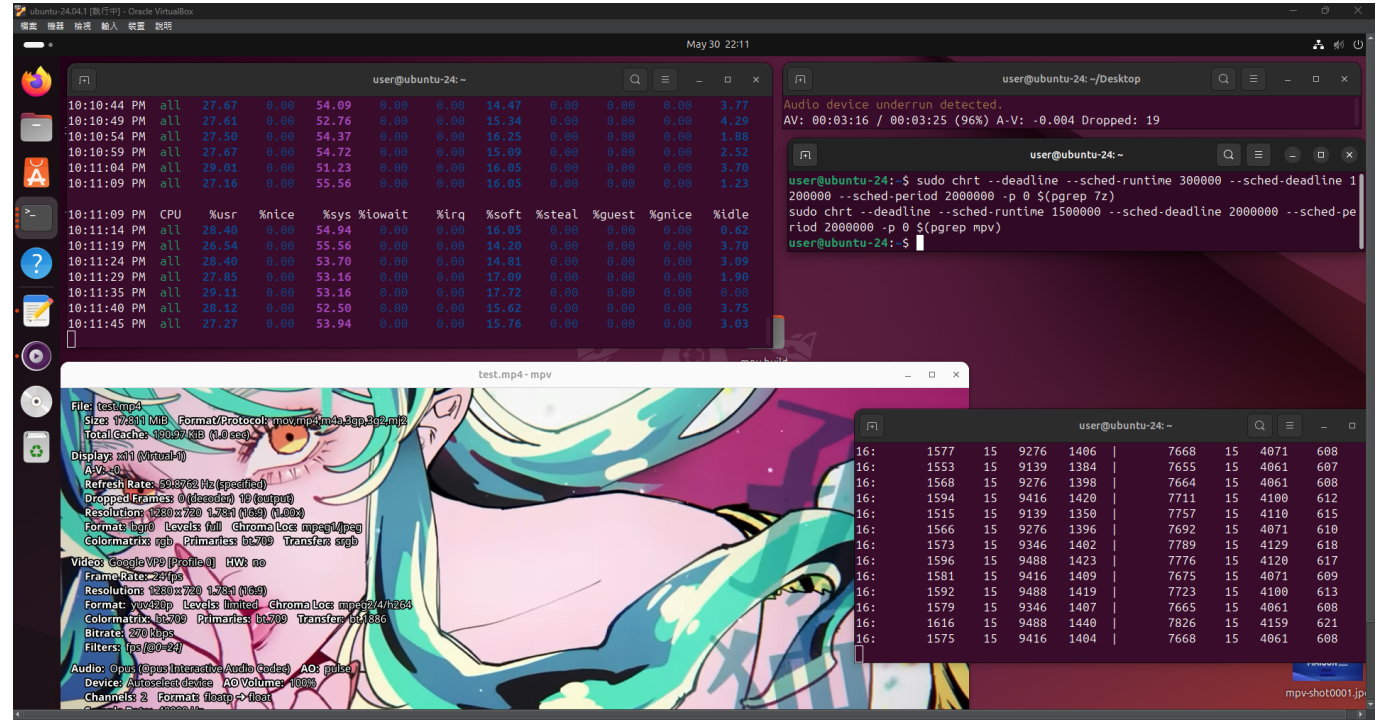 ubuntu-24.04.1 [執行中] - Oracle VirtualBox
檔案 機器 檢視 輸入 裝置 說明
May 30 22:11
user@ubuntu-24: ~
10:10:44 PM all 27.67 0.00 54.09 0.00 0.00 14.47 0.00 0.00 0.00 3.77
10:10:49 PM all 27.61 0.00 52.76 0.00 0.00 15.34 0.00 0.00 0.00 4.29
10:10:54 PM all 27.50 0.00 54.37 0.00 0.00 16.25 0.00 0.00 0.00 1.88
10:10:59 PM all 27.67 0.00 54.72 0.00 0.00 15.09 0.00 0.00 0.00 2.52
10:11:04 PM all 29.01 0.00 51.23 0.00 0.00 16.05 0.00 0.00 0.00 3.70
10:11:09 PM all 27.16 0.00 55.56 0.00 0.00 16.05 0.00 0.00 0.00 1.23
10:11:09 PM CPU %usr %nice %sys %iowait %irq %soft %steal %guest %gnice %idle
10:11:14 PM all 28.40 0.00 54.94 0.00 0.00 16.05 0.00 0.00 0.00 0.62
10:11:19 PM all 26.54 0.00 55.56 0.00 0.00 14.20 0.00 0.00 0.00 3.70
10:11:24 PM all 28.40 0.00 53.70 0.00 0.00 14.81 0.00 0.00 0.00 3.09
10:11:29 PM all 27.85 0.00 53.16 0.00 0.00 17.09 0.00 0.00 0.00 1.90
10:11:35 PM all 29.11 0.00 53.16 0.00 0.00 17.72 0.00 0.00 0.00 0.00
10:11:40 PM all 28.12 0.00 52.50 0.00 0.00 15.62 0.00 0.00 0.00 3.75
10:11:45 PM all 27.27 0.00 53.94 0.00 0.00 15.76 0.00 0.00 0.00 3.03
user@ubuntu-24: ~/Desktop
Audio device underrun detected.
AV: 00:03:16 / 00:03:25 (96%) A-V: -0.004 Dropped: 19
user@ubuntu-24: ~
user@ubuntu-24:~$ sudo chrt --deadline --sched-runtime 300000 --sched-deadline 1
200000 --sched-period 2000000 -p 0 $(pgrep 7z)
sudo chrt --deadline --sched-runtime 1500000 --sched-deadline 2000000 --sched-pe
riod 2000000 -p 0 $(pgrep mpv)
user@ubuntu-24:~$
test.mp4 - mpv
File: test.mp4
Size: 17.811 MiB Format/Protocol: mov,mp4,m4a,3gp,3g2,mj2
Total Cache: 190.97 KiB (1.0 sec)
Display: x11 (Virtual-1)
A-V: -0
Refresh Rate: 59.8762 Hz (specified)
Dropped Frames: 0 (decoder) 19 (output)
Resolution: 1280 x 720 1.78:1 (16:9) (1.00x)
Format: bgr0 Levels: full Chroma Loc: mpeg1/jpeg
Colormatrix: rgb Primaries: bt.709 Transfer: srgb
Video: Google VP9 [Profile 0] HW: no
Frame Rate: 24 fps
Resolution: 1280 x 720 1.78:1 (16:9)
Format: yuv420p Levels: limited Chroma Loc: mpeg2/4/h264
Colormatrix: bt.709 Primaries: bt.709 Transfer: bt.1886
Bitrate: 270 kbps
Filters: fps [@0=24]
Audio: Opus (Opus Interactive Audio Codec) AO: pulse
Device: Autoselect device AO Volume: 100%
Channels: 2 Format: floatp → float
user@ubuntu-24: ~
16: 1577 15 9276 1406 | 7668 15 4071 608
16: 1553 15 9139 1384 | 7655 15 4061 607
16: 1568 15 9276 1398 | 7664 15 4061 608
16: 1594 15 9416 1420 | 7711 15 4100 612
16: 1515 15 9139 1350 | 7757 15 4110 615
16: 1566 15 9276 1396 | 7692 15 4071 610
16: 1573 15 9346 1402 | 7789 15 4129 618
16: 1596 15 9488 1423 | 7776 15 4120 617
16: 1581 15 9416 1409 | 7675 15 4071 609
16: 1592 15 9488 1419 | 7723 15 4100 613
16: 1579 15 9346 1407 | 7665 15 4061 608
16: 1616 15 9488 1440 | 7826 15 4159 621
16: 1575 15 9416 1404 | 7668 15 4061 608
mpv-shot0001.jp